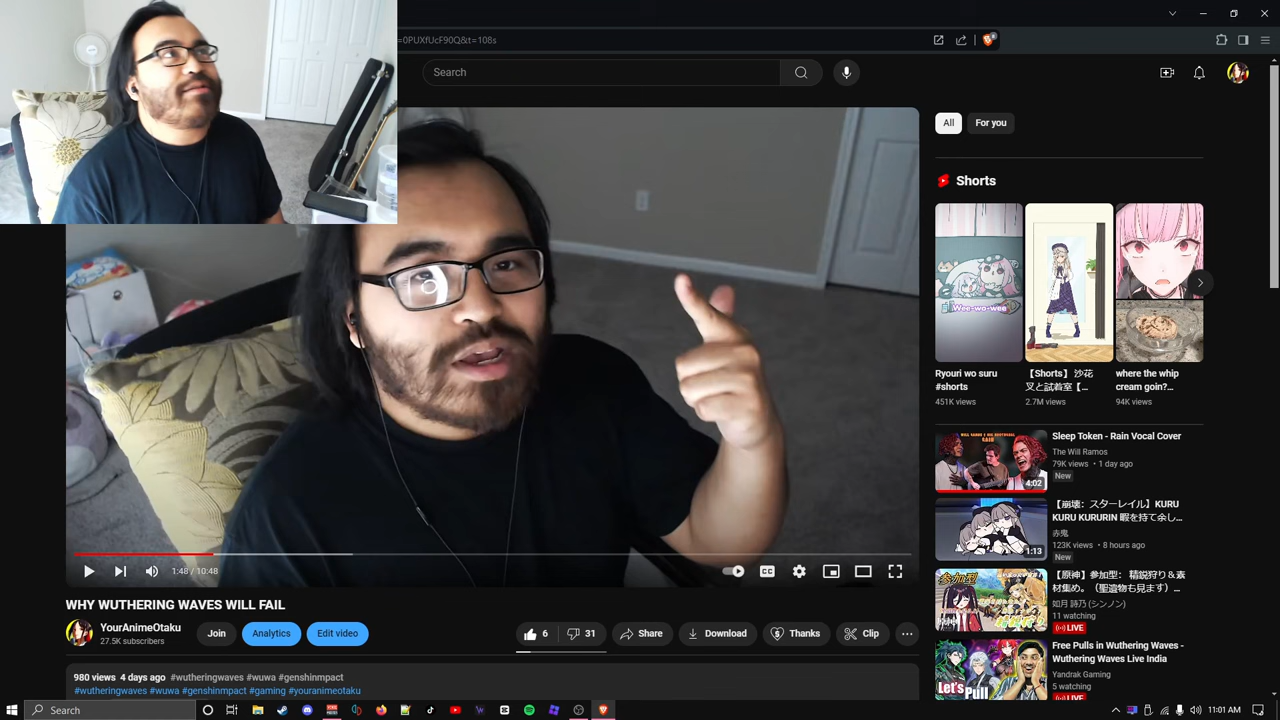 =0PUXfUcF90Q&t=108s
Search
All
For you
Shorts
Wee-wo-wee
Ryouri wo suru
#shorts
451K views
【Shorts】 沙花
叉と試着室【...
2.7M views
where the whip
cream goin?...
94K views
Sleep Token - Rain Vocal Cover
The Will Ramos
79K views • 1 day ago
New
4:02
【崩壊：スターレイル】KURU
KURU KURURIN 暇を持て余し...
赤鬼
123K views • 8 hours ago
New
1:13
【原神】参加型： 精鋭狩り＆素
材集め。（聖遺物も見ます）...
如月 詩乃 (シンノン)
11 watching
LIVE
参加型
Free Pulls in Wuthering Waves -
Wuthering Waves Live India
Yandrak Gaming
5 watching
LIVE
Let's Pull
1:48 / 10:48
CC
WHY WUTHERING WAVES WILL FAIL
YourAnimeOtaku
27.5K subscribers
Join
Analytics
Edit video
6
31
Share
Download
Thanks
Clip
980 views 4 days ago #wutheringwaves #wuwa #genshinmpact
#wutheringwaves #wuwa #genshinmpact #gaming #youranimeotaku
Search
11:01 AM